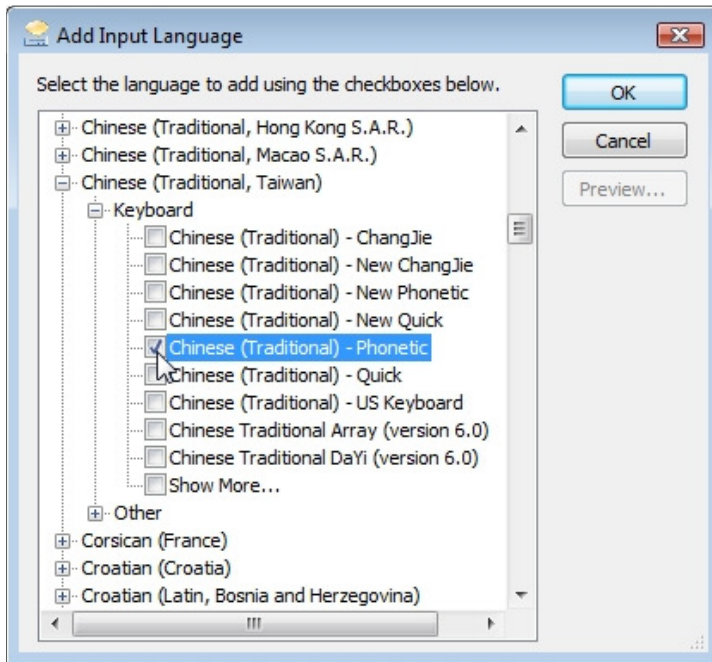 Add Input Language
Select the language to add using the checkboxes below.
OK
Cancel
Preview...
Chinese (Traditional, Hong Kong S.A.R.)
Chinese (Traditional, Macao S.A.R.)
Chinese (Traditional, Taiwan)
Keyboard
Chinese (Traditional) - ChangJie
Chinese (Traditional) - New ChangJie
Chinese (Traditional) - New Phonetic
Chinese (Traditional) - New Quick
Chinese (Traditional) - Phonetic
Chinese (Traditional) - Quick
Chinese (Traditional) - US Keyboard
Chinese Traditional Array (version 6.0)
Chinese Traditional DaYi (version 6.0)
Show More...
Other
Corsican (France)
Croatian (Croatia)
Croatian (Latin, Bosnia and Herzegovina)